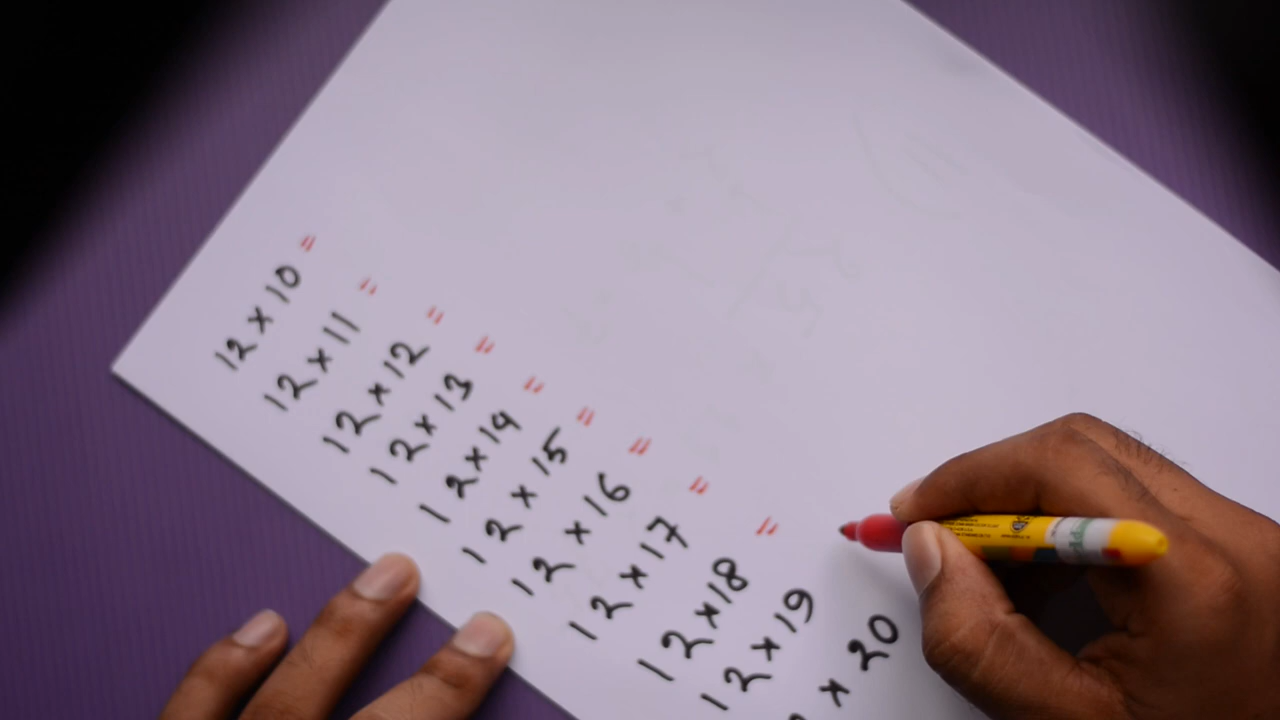 12 × 10 =
12 × 11 =
12 × 12 =
12 × 13 =
12 × 14 =
12 × 15 =
12 × 16 =
12 × 17 =
12 × 18 =
12 × 19
× 20